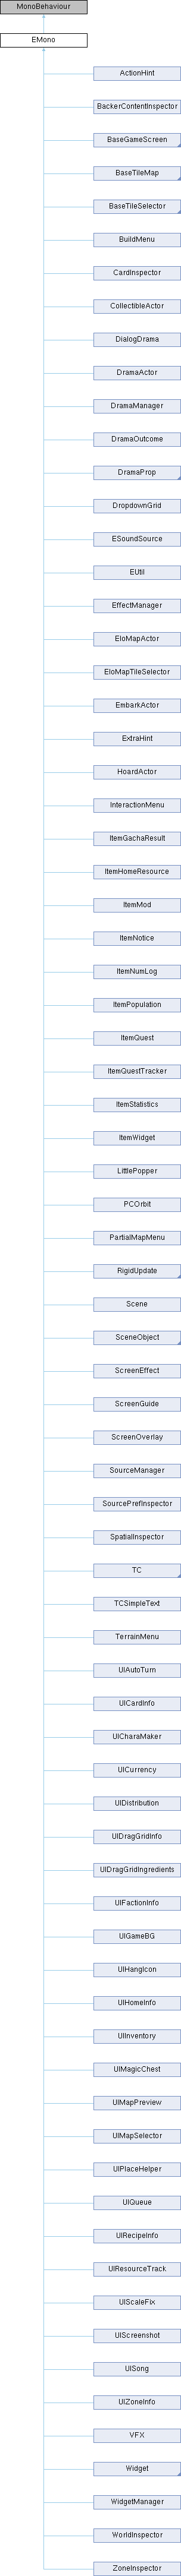 MonoBehaviour
EMono
ActionHint
BackerContentInspector
BaseGameScreen
BaseTileMap
BaseTileSelector
BuildMenu
CardInspector
CollectibleActor
DialogDrama
DramaActor
DramaManager
DramaOutcome
DramaProp
DropdownGrid
ESoundSource
EUtil
EffectManager
EloMapActor
EloMapTileSelector
EmbarkActor
ExtraHint
HoardActor
InteractionMenu
ItemGachaResult
ItemHomeResource
ItemMod
ItemNotice
ItemNumLog
ItemPopulation
ItemQuest
ItemQuestTracker
ItemStatistics
ItemWidget
LittlePopper
PCOrbit
PartialMapMenu
RigidUpdate
Scene
SceneObject
ScreenEffect
ScreenGuide
ScreenOverlay
SourceManager
SourcePrefInspector
SpatialInspector
TC
TCSimpleText
TerrainMenu
UIAutoTurn
UICardInfo
UICharaMaker
UICurrency
UIDistribution
UIDragGridInfo
UIDragGridIngredients
UIFactionInfo
UIGameBG
UIHangIcon
UIHomeInfo
UIInventory
UIMagicChest
UIMapPreview
UIMapSelector
UIPlaceHelper
UIQueue
UIRecipeInfo
UIResourceTrack
UIScaleFix
UIScreenshot
UISong
UIZoneInfo
VFX
Widget
WidgetManager
WorldInspector
ZoneInspector